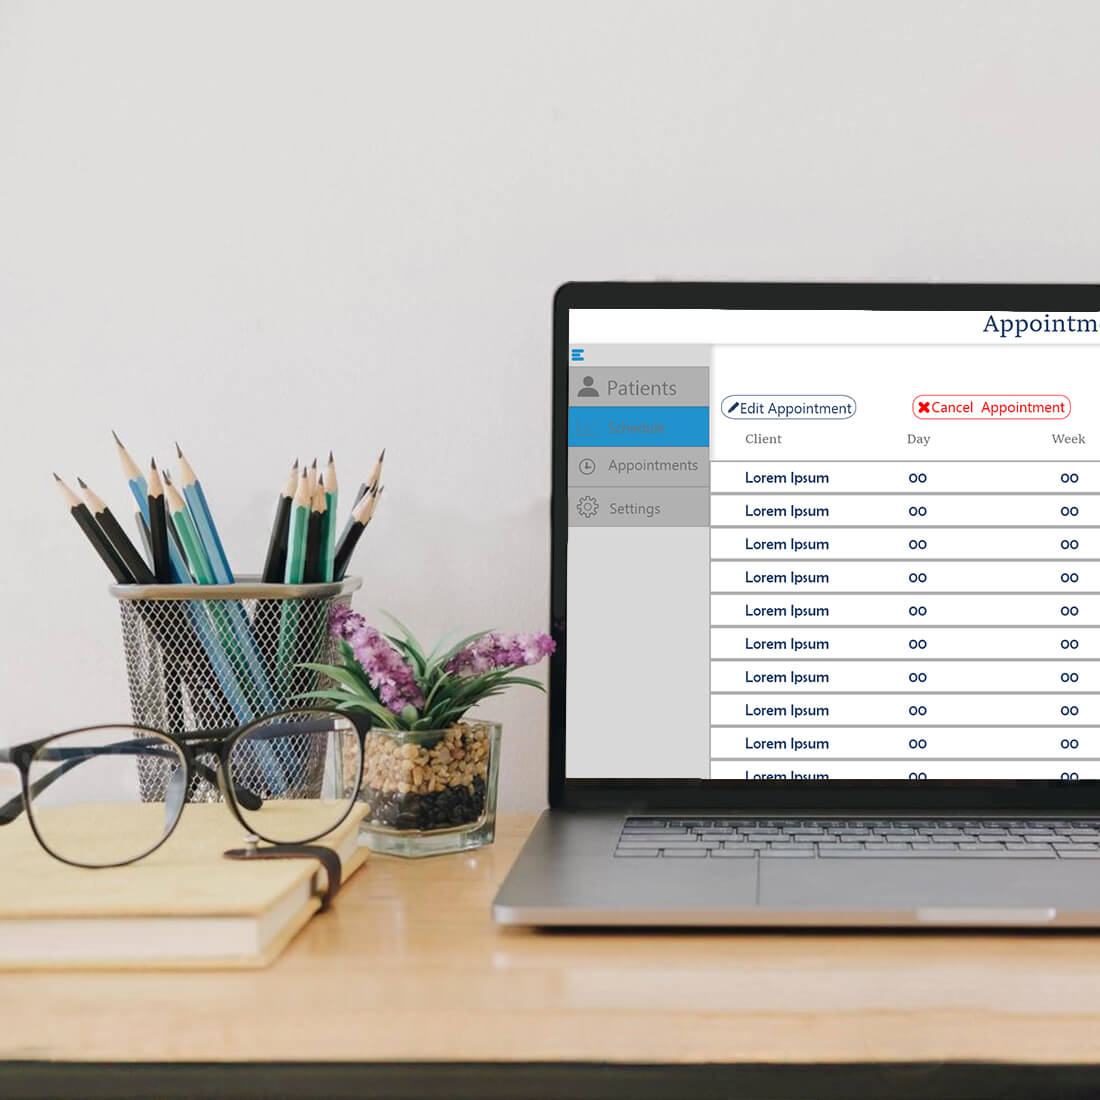 Appointm
Patients
Schedule
Appointments
Settings
Edit Appointment
Cancel Appointment
Client Day Week
Lorem Ipsum 00 00
Lorem Ipsum 00 00
Lorem Ipsum 00 00
Lorem Ipsum 00 00
Lorem Ipsum 00 00
Lorem Ipsum 00 00
Lorem Ipsum 00 00
Lorem Ipsum 00 00
Lorem Ipsum 00 00
Lorem Ipsum 00 00